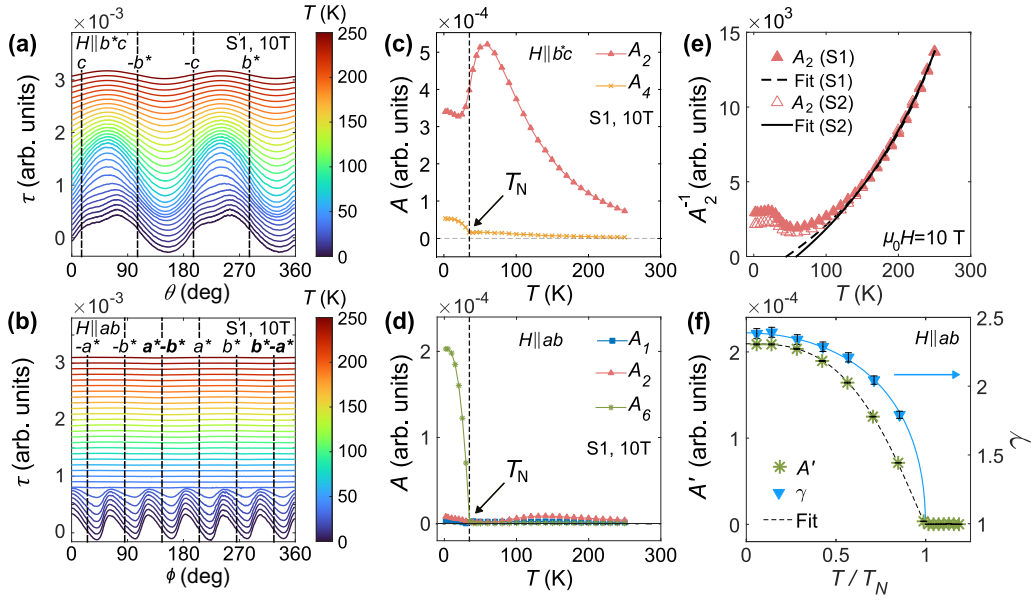 (a)
× 10⁻³
T (K)
H∥b*c
S1, 10T
c
-b*
-c
b*
3
2
1
0
τ (arb. units)
0 90 180 270 360
θ (deg)
250
200
150
100
50
0
(b)
× 10⁻³
T (K)
H∥ab
S1, 10T
-a* -b* a*-b* a* b* b*-a*
3
2
1
0
τ (arb. units)
0 90 180 270 360
ϕ (deg)
250
200
150
100
50
0
(c)
× 10⁻⁴
H∥b*c
A₂
A₄
S1, 10T
T_N
5
4
3
2
1
0
A (arb. units)
0 100 200 300
T (K)
(d)
× 10⁻⁴
H∥ab
A₁
A₂
A₆
S1, 10T
T_N
2
1
0
A (arb. units)
0 100 200 300
T (K)
(e)
× 10³
A₂ (S1)
Fit (S1)
A₂ (S2)
Fit (S2)
μ₀H=10 T
15
10
5
0
A₂⁻¹ (arb. units)
0 100 200 300
T (K)
(f)
× 10⁻⁴
H∥ab
A'
γ
Fit
2
1
0
A' (arb. units)
2.5
2
1.5
1
γ
0 0.5 1
T / T_N